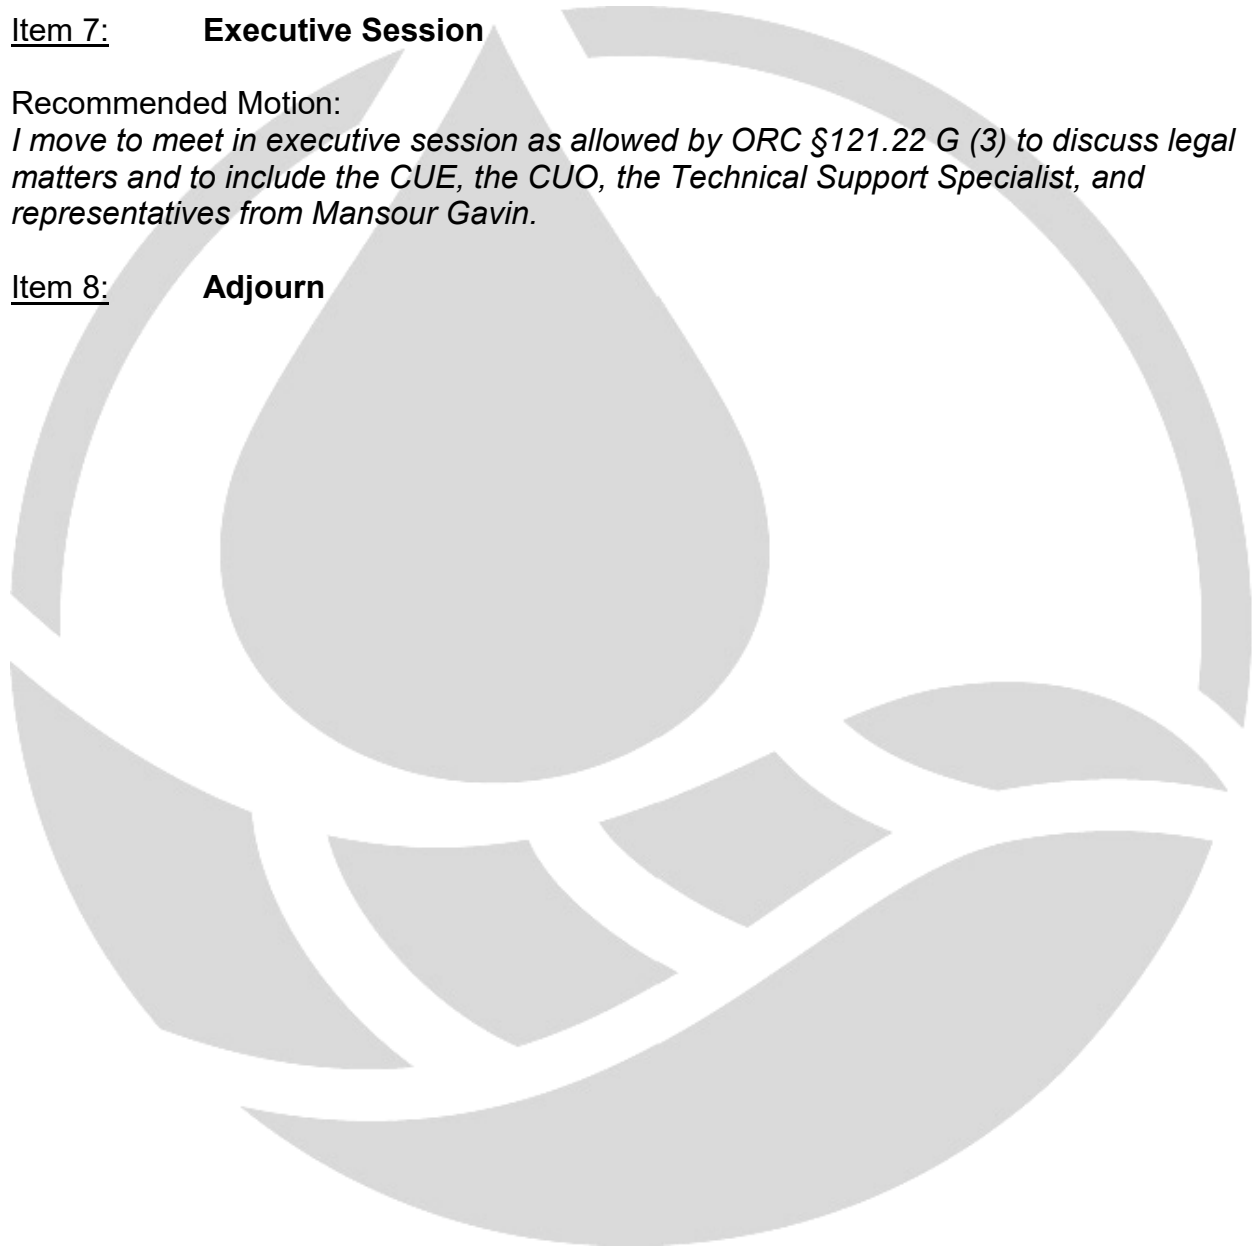 Item 7: Executive Session
Recommended Motion:
I move to meet in executive session as allowed by ORC §121.22 G (3) to discuss legal
matters and to include the CUE, the CUO, the Technical Support Specialist, and
representatives from Mansour Gavin.
Item 8: Adjourn